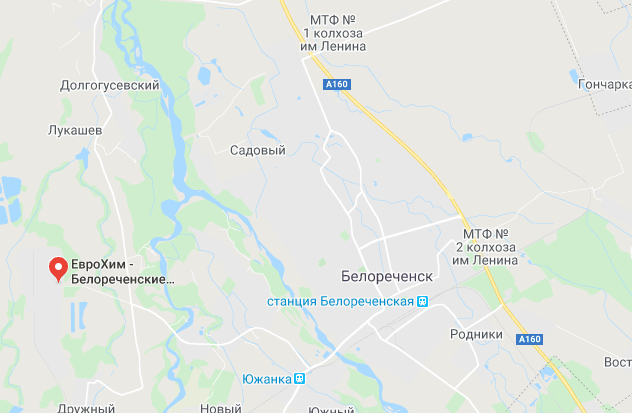 МТФ №
1 колхоза
им Ленина
Долгогусевский
А160
Гончарка
Лукашев
Садовый
МТФ №
2 колхоза
им Ленина
ЕвроХим -
Белореченские...
Белореченск
станция Белореченская
Родники
А160
Вост
Южанка
Дружный
Новый
Южный